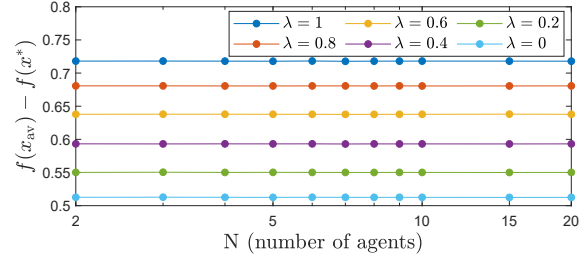 0.8
0.75
0.7
0.65
0.6
0.55
0.5
f(x_av) − f(x*)
λ = 1
λ = 0.6
λ = 0.2
λ = 0.8
λ = 0.4
λ = 0
2 5 10 15 20
N (number of agents)